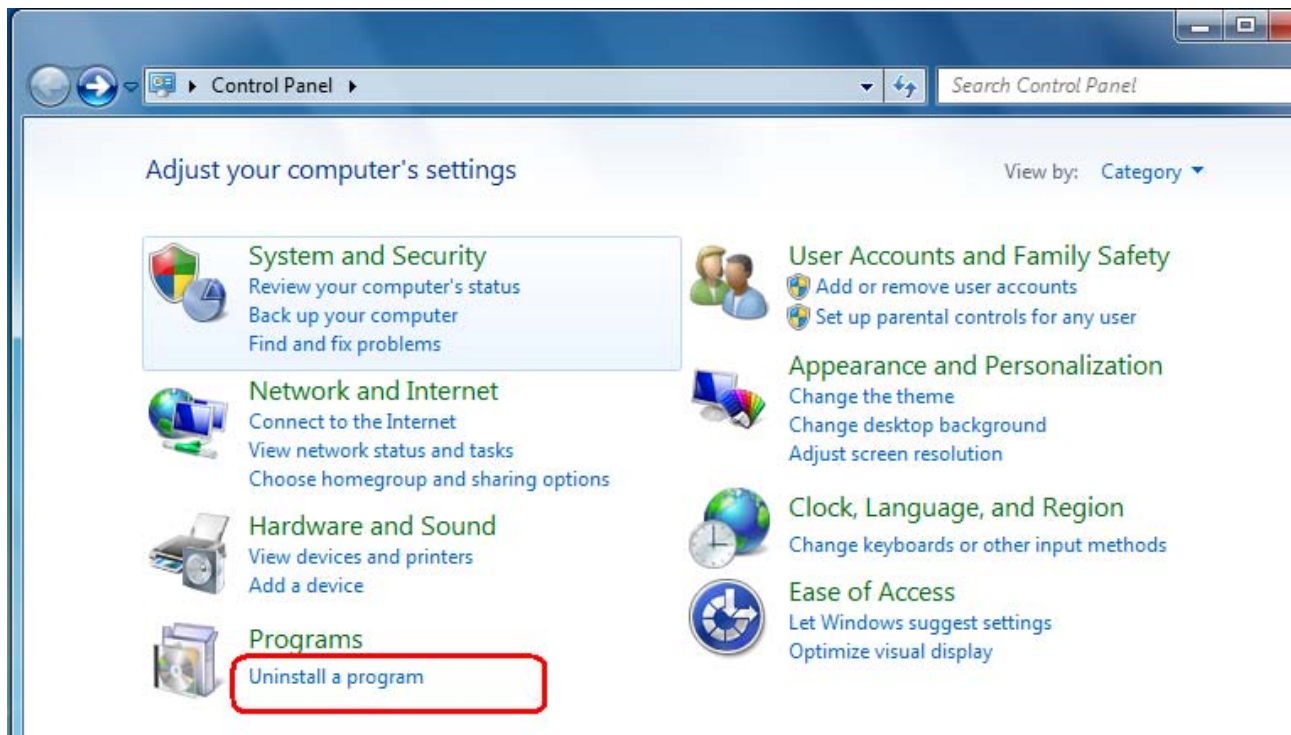 Control Panel
Search Control Panel
Adjust your computer's settings
View by: Category
System and Security
Review your computer's status
Back up your computer
Find and fix problems
Network and Internet
Connect to the Internet
View network status and tasks
Choose homegroup and sharing options
Hardware and Sound
View devices and printers
Add a device
Programs
Uninstall a program
User Accounts and Family Safety
Add or remove user accounts
Set up parental controls for any user
Appearance and Personalization
Change the theme
Change desktop background
Adjust screen resolution
Clock, Language, and Region
Change keyboards or other input methods
Ease of Access
Let Windows suggest settings
Optimize visual display